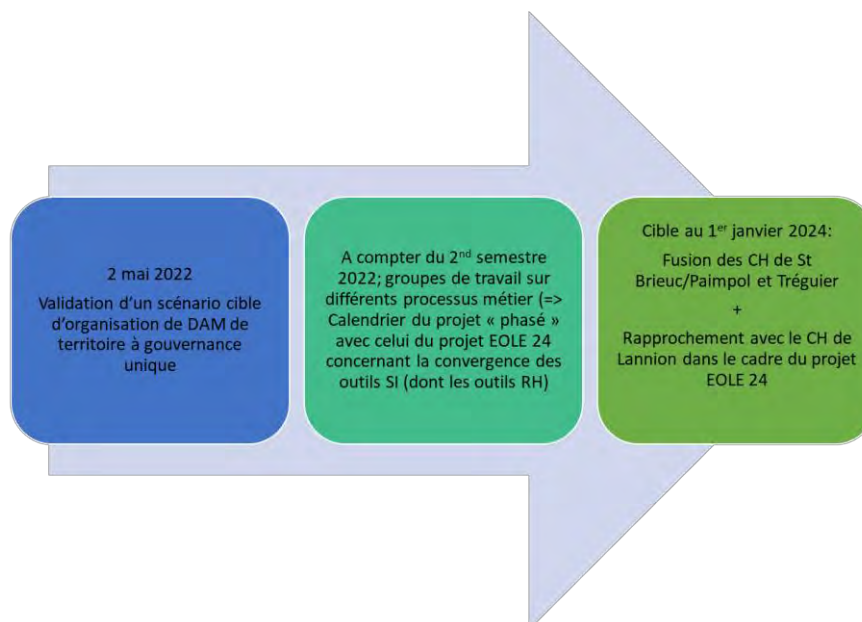 2 mai 2022
Validation d'un scénario cible
d'organisation de DAM de
territoire à gouvernance
unique
A compter du 2nd semestre
2022; groupes de travail sur
différents processus métier (=>
Calendrier du projet « phasé »
avec celui du projet EOLE 24
concernant la convergence des
outils SI (dont les outils RH)
Cible au 1er janvier 2024:
Fusion des CH de St
Brieuc/Paimpol et Tréguier
+
Rapprochement avec le CH de
Lannion dans le cadre du projet
EOLE 24